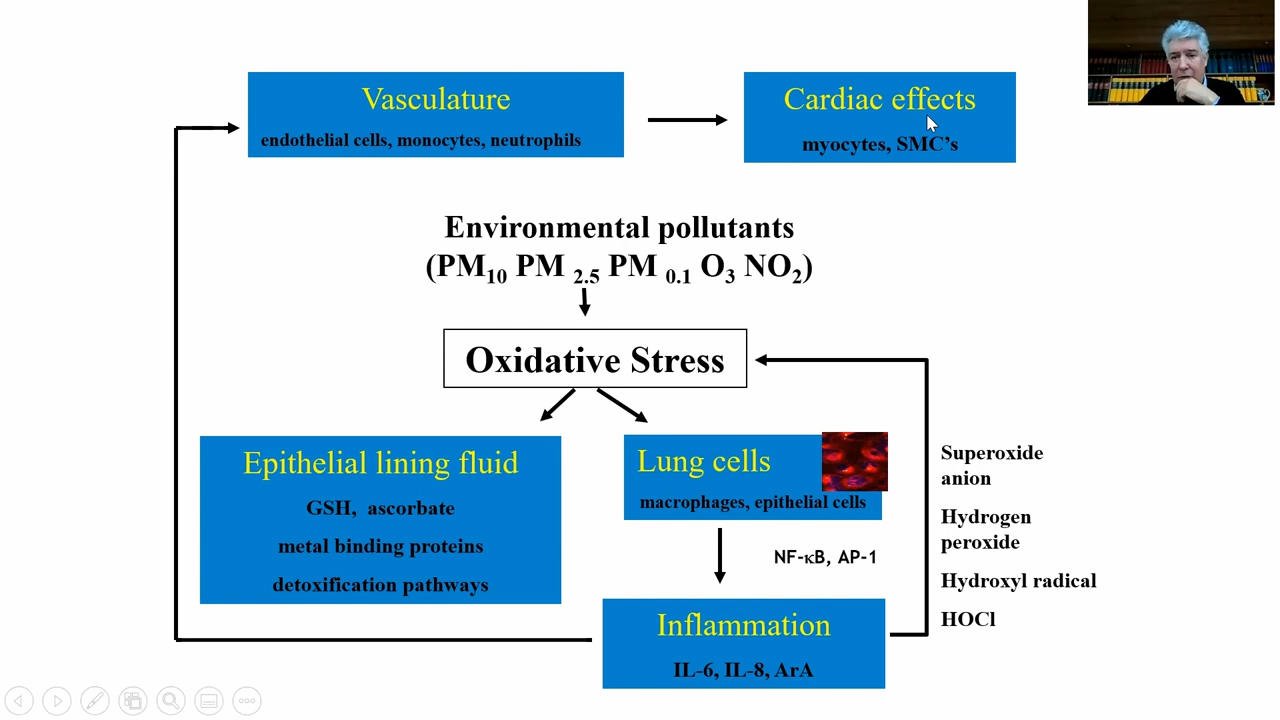 Vasculature
endothelial cells, monocytes, neutrophils
Cardiac effects
myocytes, SMC's
Environmental pollutants
(PM10 PM 2.5 PM 0.1 O3 NO2)
Oxidative Stress
Epithelial lining fluid
GSH, ascorbate
metal binding proteins
detoxification pathways
Lung cells
macrophages, epithelial cells
NF-κB, AP-1
Inflammation
IL-6, IL-8, ArA
Superoxide
anion
Hydrogen
peroxide
Hydroxyl radical
HOCl